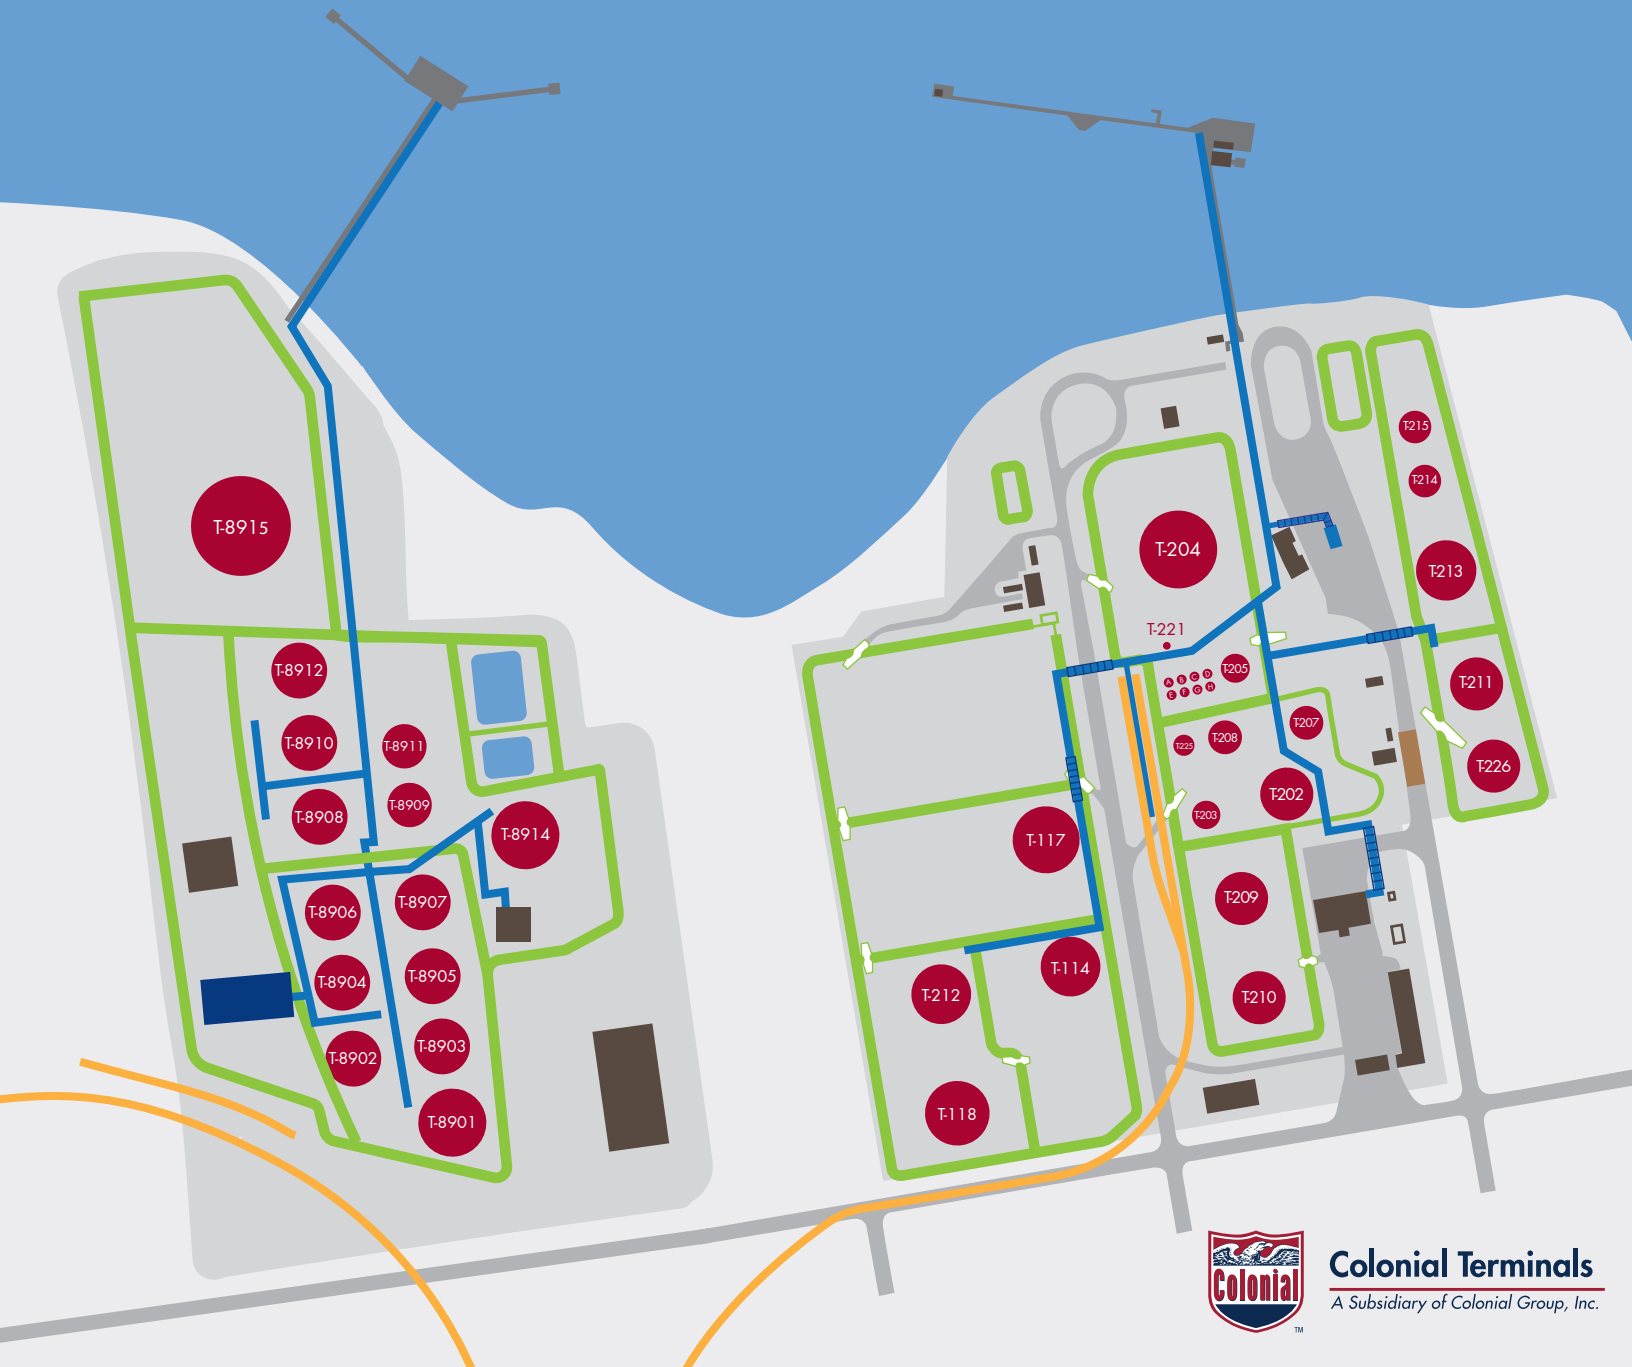 T-8915
T-8912
T-8910
T-8911
T-8908
T-8909
T-8914
T-8906
T-8907
T-8904
T-8905
T-8902
T-8903
T-8901
T-215
T-214
T-204
T-213
T-221
T-205
A B C D
E F G H
T-211
T-207
T-208
T-225
T-226
T-202
T-203
T-117
T-209
T-114
T-212
T-210
T-118
Colonial
TM
Colonial Terminals
A Subsidiary of Colonial Group, Inc.